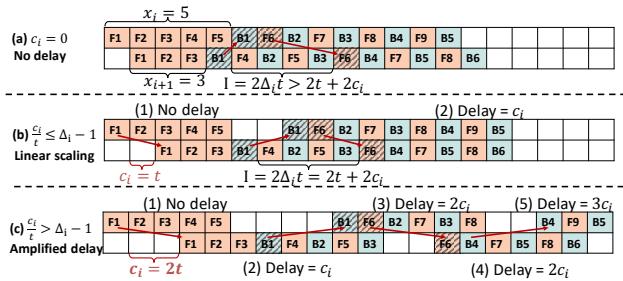 x_i = 5
(a) c_i = 0
No delay
F1 F2 F3 F4 F5 B1 F6 B2 F7 B3 F8 B4 F9 B5
F1 F2 F3 B1 F4 B2 F5 B3 F6 B4 F7 B5 F8 B6
x_{i+1} = 3
I = 2Δ_i t > 2t + 2c_i
(1) No delay
(2) Delay = c_i
(b) c_i/t ≤ Δ_i − 1
Linear scaling
F1 F2 F3 F4 F5 B1 F6 B2 F7 B3 F8 B4 F9 B5
F1 F2 F3 B1 F4 B2 F5 B3 F6 B4 F7 B5 F8 B6
c_i = t
I = 2Δ_i t = 2t + 2c_i
(1) No delay
(3) Delay = 2c_i
(5) Delay = 3c_i
(c) c_i/t > Δ_i − 1
Amplified delay
F1 F2 F3 F4 F5 B1 F6 B2 F7 B3 F8 B4 F9 B5
F1 F2 F3 B1 F4 B2 F5 B3 F6 B4 B5 F8 B6
c_i = 2t
(2) Delay = c_i
(4) Delay = 2c_i